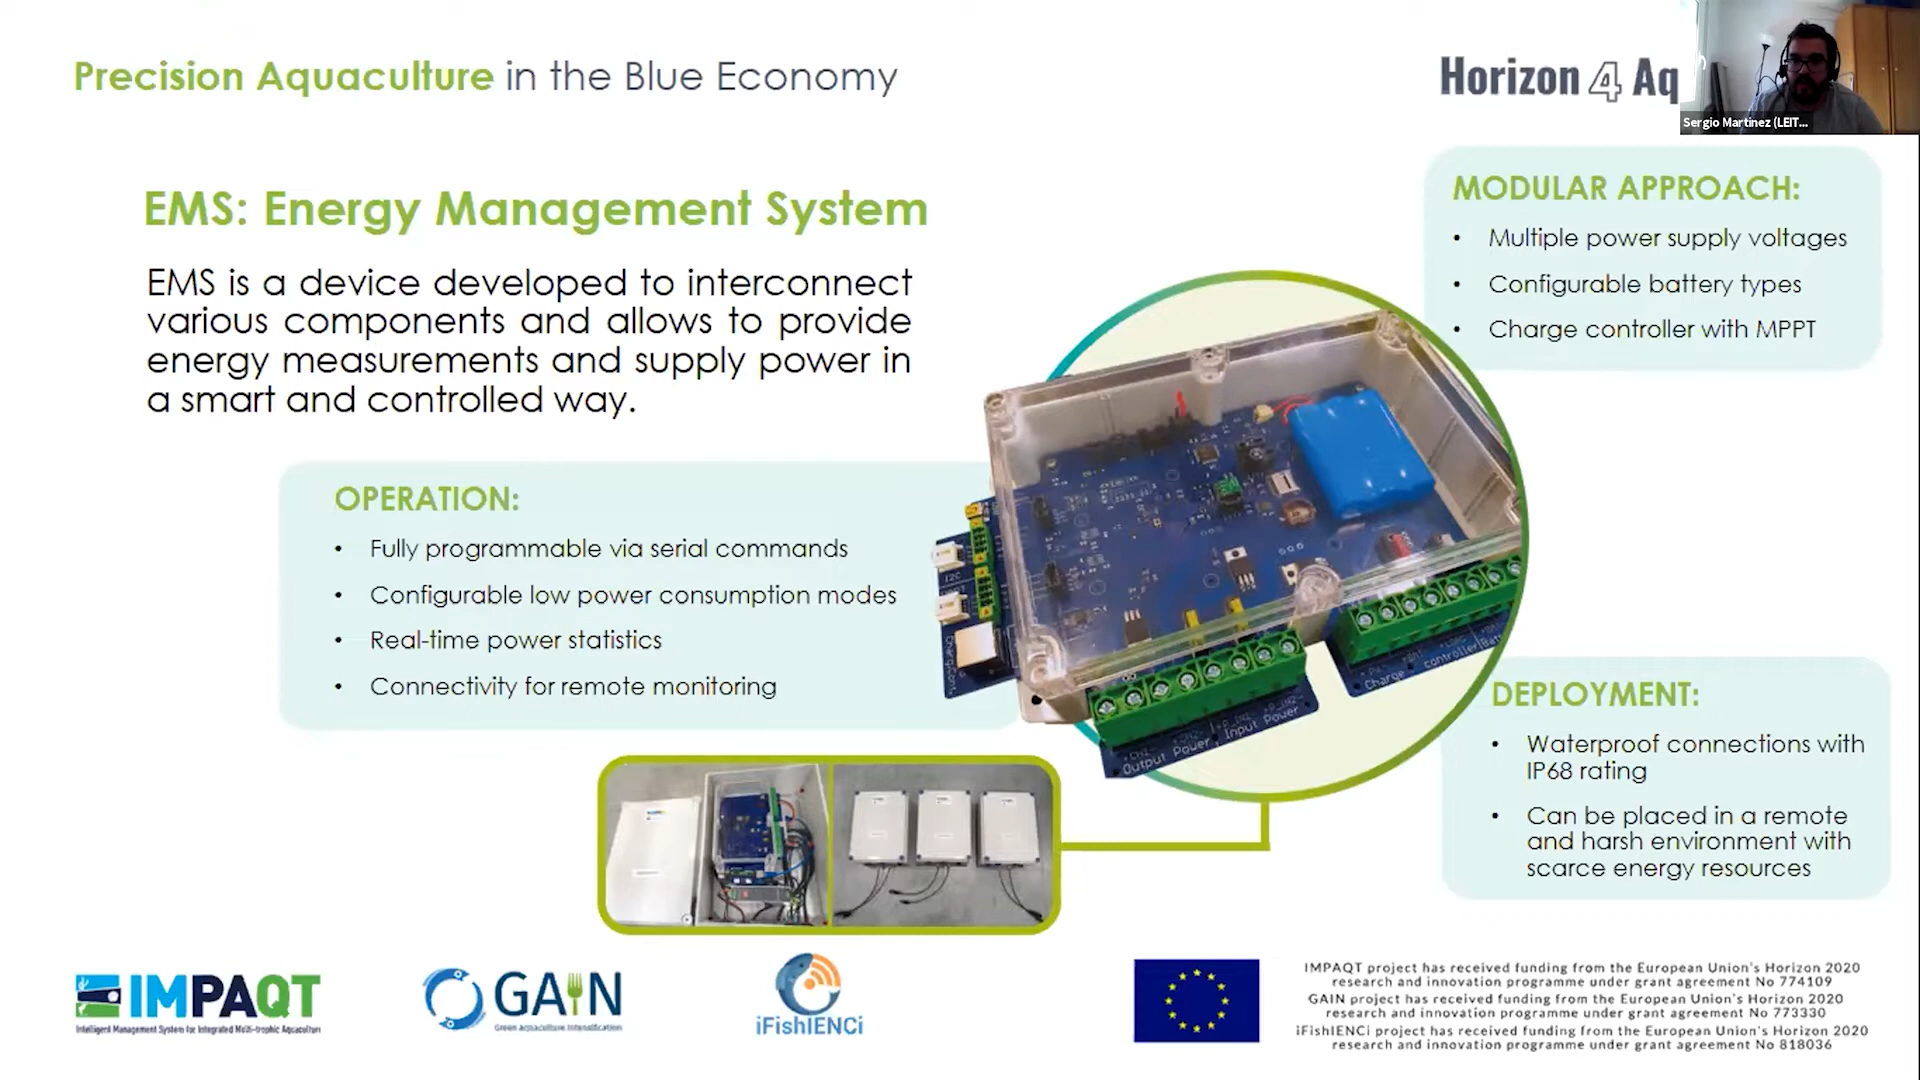 Precision Aquaculture in the Blue Economy
Horizon 4 Aq
Sergio Martinez (LEIT...
EMS: Energy Management System
EMS is a device developed to interconnect
various components and allows to provide
energy measurements and supply power in
a smart and controlled way.
MODULAR APPROACH:
• Multiple power supply voltages
• Configurable battery types
• Charge controller with MPPT
OPERATION:
• Fully programmable via serial commands
• Configurable low power consumption modes
• Real-time power statistics
• Connectivity for remote monitoring
I2C
Output Power
Input Power
Charge controller
DEPLOYMENT:
• Waterproof connections with
IP68 rating
• Can be placed in a remote
and harsh environment with
scarce energy resources
IMPAQT
Intelligent Management System for Integrated Multi-trophic Aquaculture
GAIN
Green Aquaculture Intensification
iFishIENCi
IMPAQT project has received funding from the European Union's Horizon 2020
research and innovation programme under grant agreement No 774109
GAIN project has received funding from the European Union's Horizon 2020
research and innovation programme under grant agreement No 773330
iFishIENCi project has received funding from the European Union's Horizon 2020
research and innovation programme under grant agreement No 818036